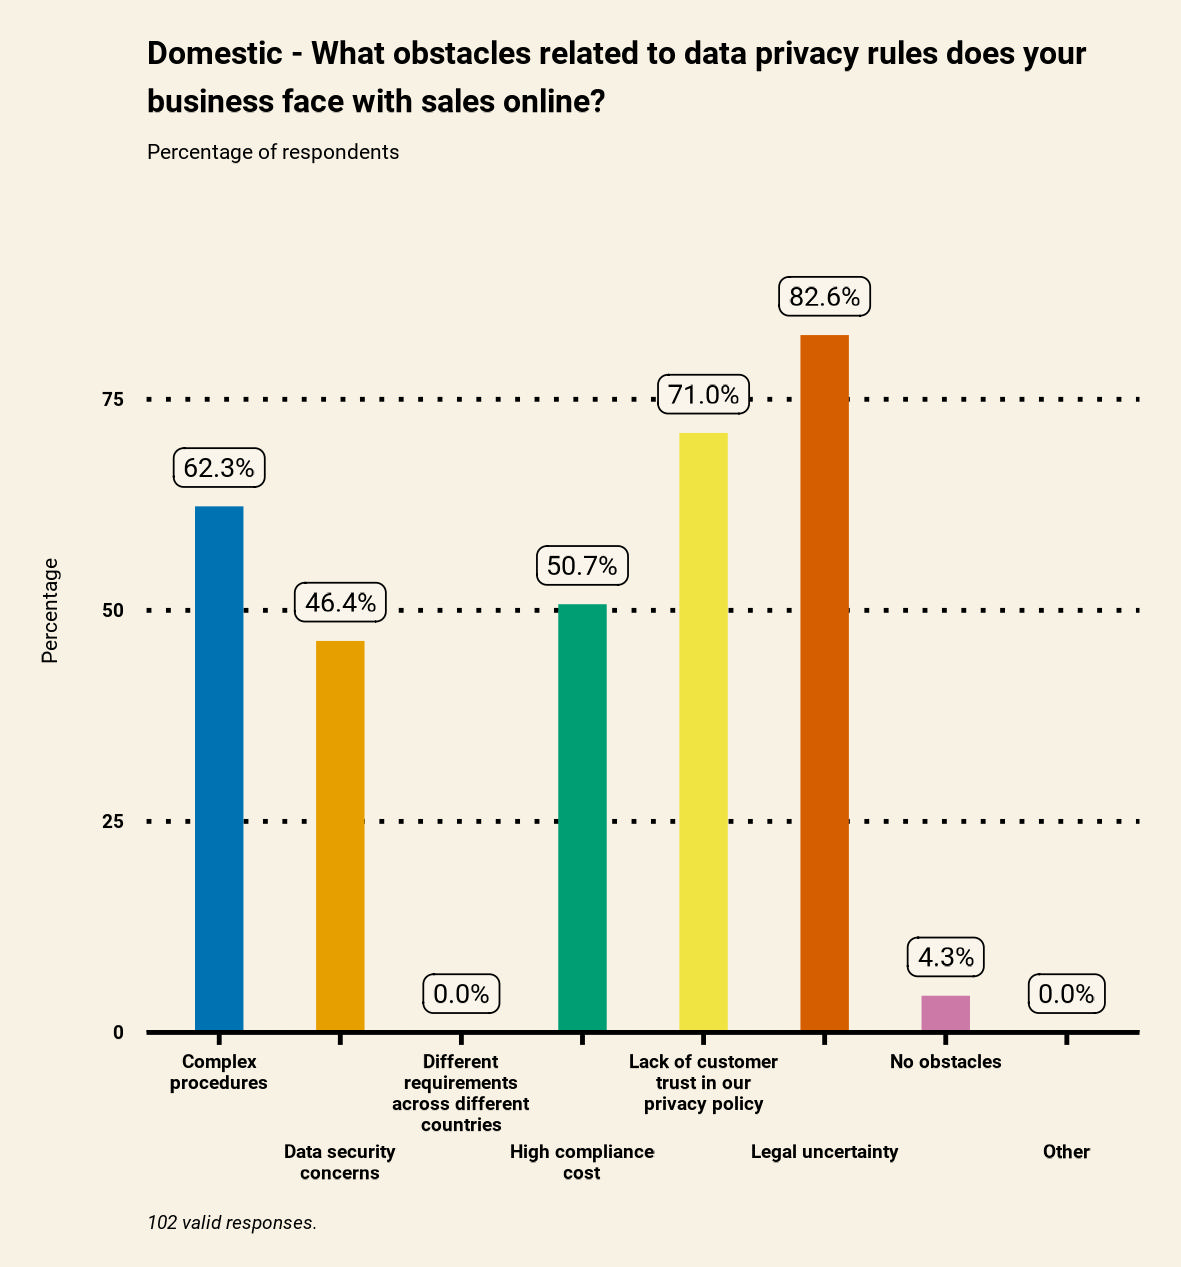 Domestic - What obstacles related to data privacy rules does your
business face with sales online?
Percentage of respondents
82.6%
71.0%
75
62.3%
50.7%
46.4%
50
Percentage
25
4.3%
0.0%
0.0%
0
Complex
procedures
Different
requirements
across different
countries
Lack of customer
trust in our
privacy policy
No obstacles
Data security
concerns
High compliance
cost
Legal uncertainty
Other
102 valid responses.